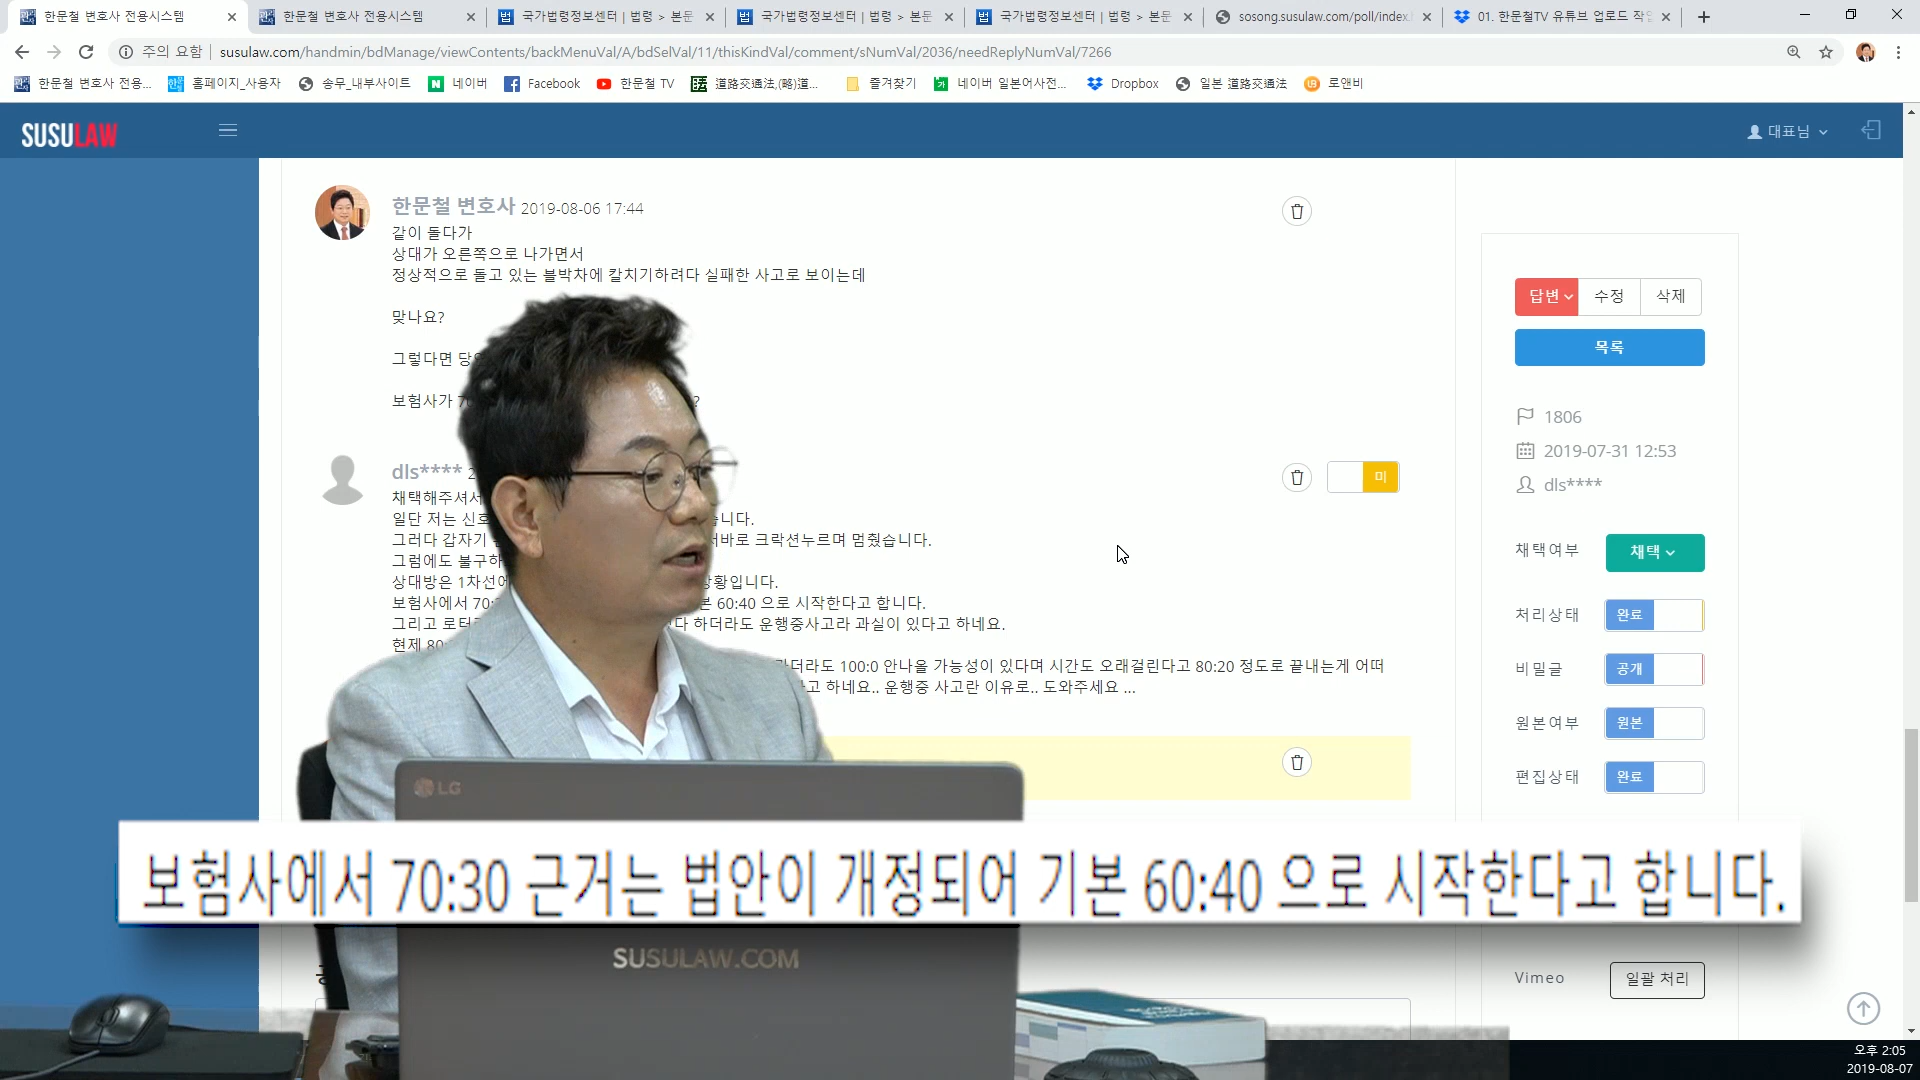 한문철 변호사 전용시스템
한문철 변호사 전용시스템
국가법령정보센터 | 법령 > 본문
국가법령정보센터 | 법령 > 본문
국가법령정보센터 | 법령 > 본문
sosong.susulaw.com/poll/index.
01. 한문철TV 유튜브 업로드
주의 요함 | susulaw.com/handmin/bdManage/viewContents/backMenuVal/A/bdSelVal/11/thisKindVal/comment/sNumVal/2036/needReplyNumVal/7266
한문철 변호사 전용... 홈페이지_사용자 송무_내부사이트 네이버 Facebook 한문철 TV 道路交通法,(略)道... 즐겨찾기 네이버 일본어사전... Dropbox 일본 道路交通法 로앤비
SUSULAW
대표님
한문철 변호사 2019-08-06 17:44
같이 돌다가
상대가 오른쪽으로 나가면서
정상적으로 돌고 있는 블박차에 칼치기하려다 실패한 사고로 보이는데
맞나요?
그렇다면
보험사가
?
dls****
채택해주셔서
일단 저는
습니다.
그러다 갑자기
크락션누르며 멈췄습니다.
그럼에도
상대방은 1차선에
상황입니다.
보험사에서
60:40 으로 시작한다고 합니다.
그리고
하더라도 운행중사고라 과실이 있다고 하네요.
현제
100:0 안나올 가능성이 있다며 시간도 오래걸린다고 80:20 정도로 끝내는게 어떠
하네요.. 운행중 사고란 이유로.. 도와주세요 ...
미
답변
수정
삭제
목록
1806
2019-07-31 12:53
dls****
채택여부 채택
처리상태 완료
비밀글 공개
원본여부 원본
편집상태 완료
Vimeo 일괄 처리
LG
보험사에서 70:30 근거는 법안이 개정되어 기본 60:40 으로 시작한다고 합니다.
SUSULAW.COM
오후 2:05
2019-08-07